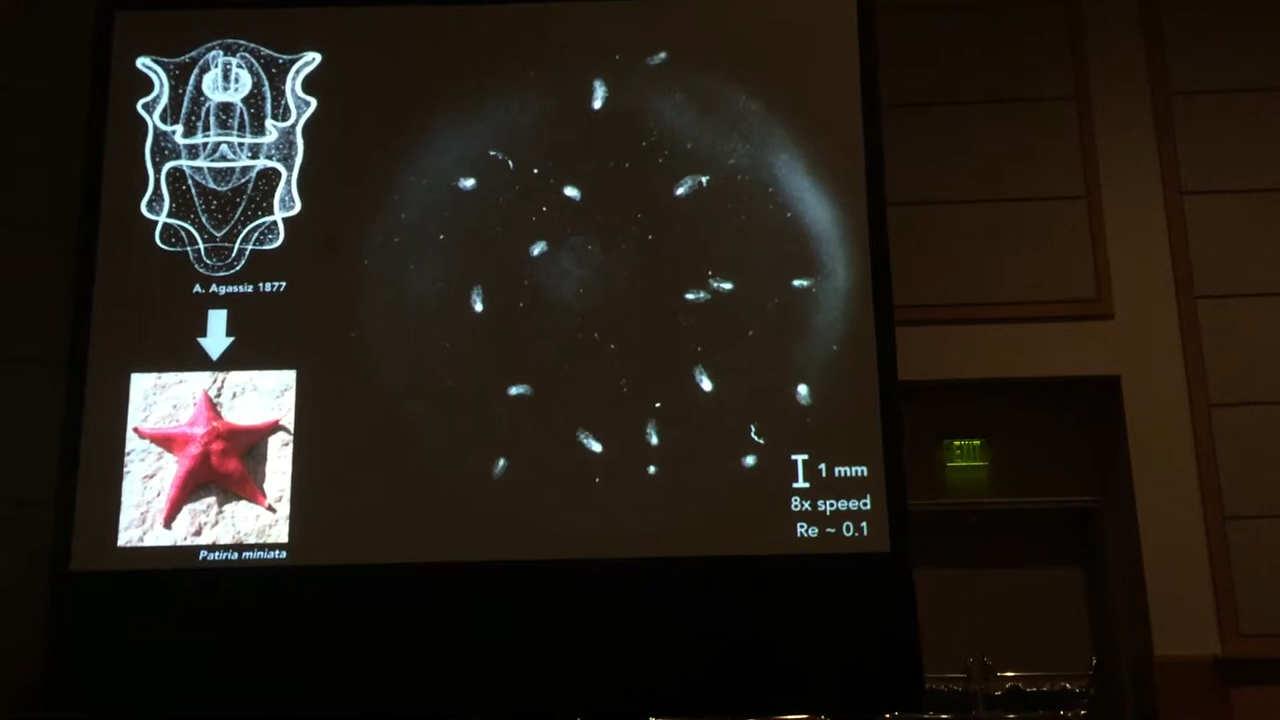 A. Agassiz 1877
Patiria miniata
1 mm
8x speed
Re ~ 0.1
EXIT